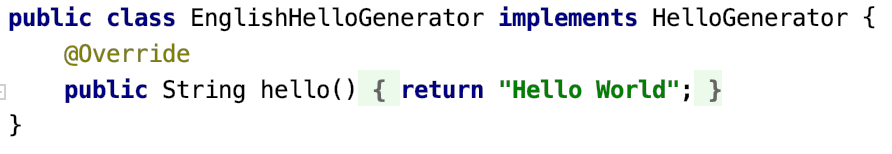 public class EnglishHelloGenerator implements HelloGenerator {
@Override
public String hello() { return "Hello World"; }
}